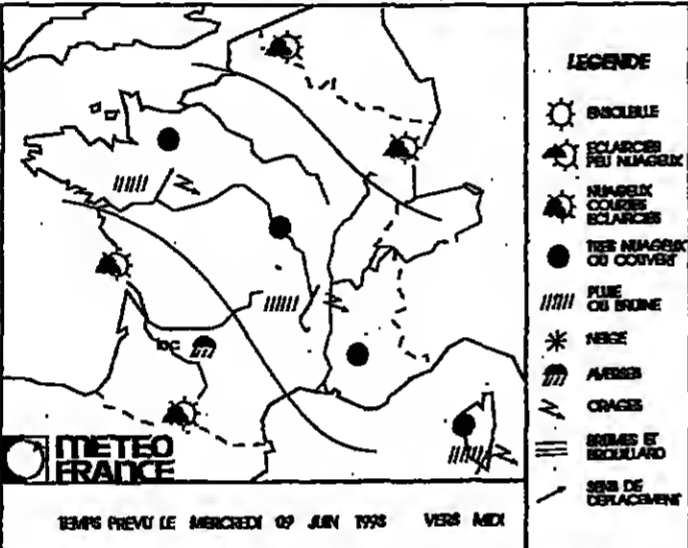 loc
METEO
FRANCE
TEMPS PREVU LE MERCREDI 09 JUIN 1993 VERS MIDI
LEGENDE
ENSOLEILLE
ECLAIRCIES
PEU NUAGEUX
NUAGEUX
COURTES
ECLAIRCIES
TRES NUAGEUX
OU COUVERT
PLUIE
OU BRUINE
NEIGE
AVERSES
ORAGES
BRUMES ET
BROUILLARD
SENS DE
DEPLACEMENT